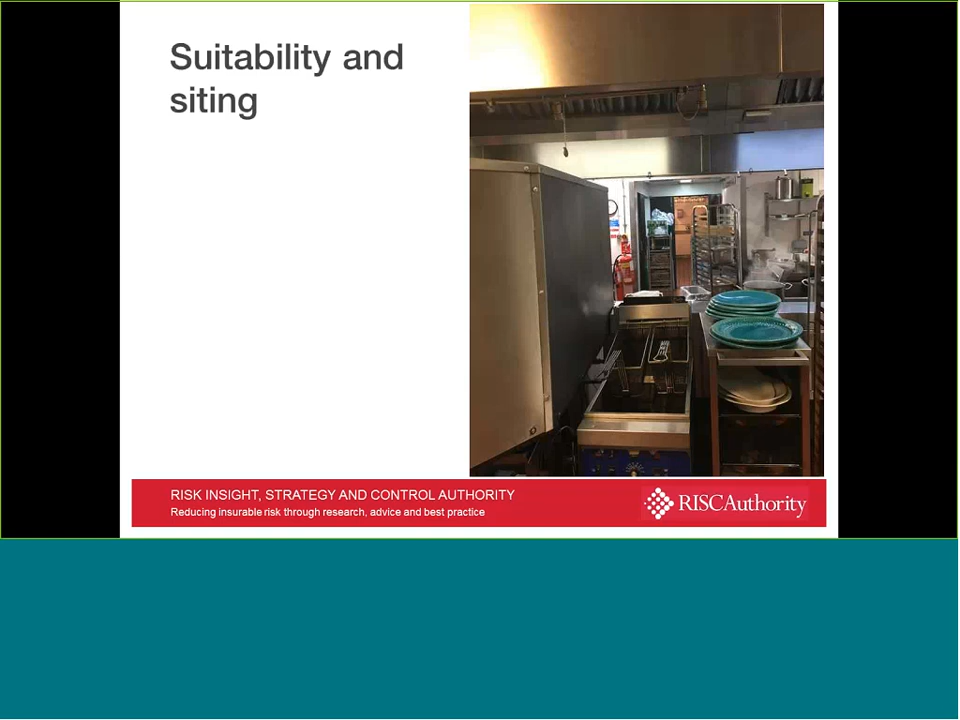 Suitability and
siting
RISK INSIGHT, STRATEGY AND CONTROL AUTHORITY
Reducing insurable risk through research, advice and best practice
RISCAuthority